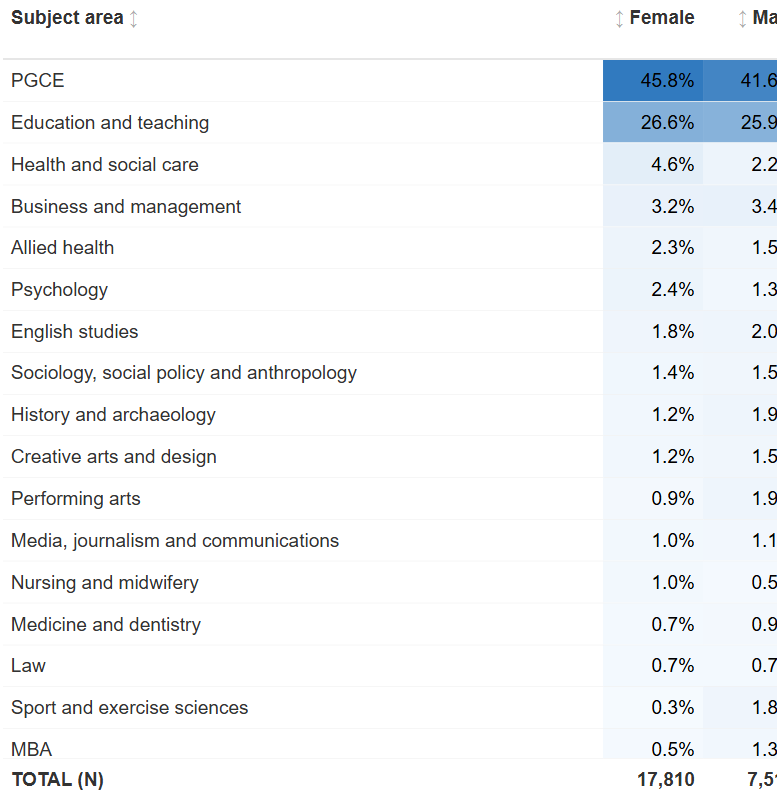 Subject area Female Ma
PGCE 45.8% 41.6
Education and teaching 26.6% 25.9
Health and social care 4.6% 2.2
Business and management 3.2% 3.4
Allied health 2.3% 1.5
Psychology 2.4% 1.3
English studies 1.8% 2.0
Sociology, social policy and anthropology 1.4% 1.5
History and archaeology 1.2% 1.9
Creative arts and design 1.2% 1.5
Performing arts 0.9% 1.9
Media, journalism and communications 1.0% 1.1
Nursing and midwifery 1.0% 0.5
Medicine and dentistry 0.7% 0.9
Law 0.7% 0.7
Sport and exercise sciences 0.3% 1.8
MBA 0.5% 1.3
TOTAL (N) 17,810 7,51